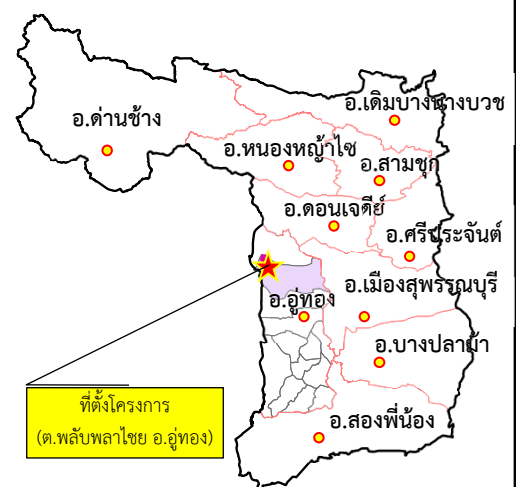 อ.เดิมบางนางบวช
อ.ด่านช้าง
อ.หนองหญ้าไซ
อ.สามชุก
อ.ดอนเจดีย์
อ.ศรีประจันต์
อ.อู่ทอง
อ.เมืองสุพรรณบุรี
อ.บางปลาม้า
ที่ตั้งโครงการ
(ต.พลับพลาไชย อ.อู่ทอง)
อ.สองพี่น้อง